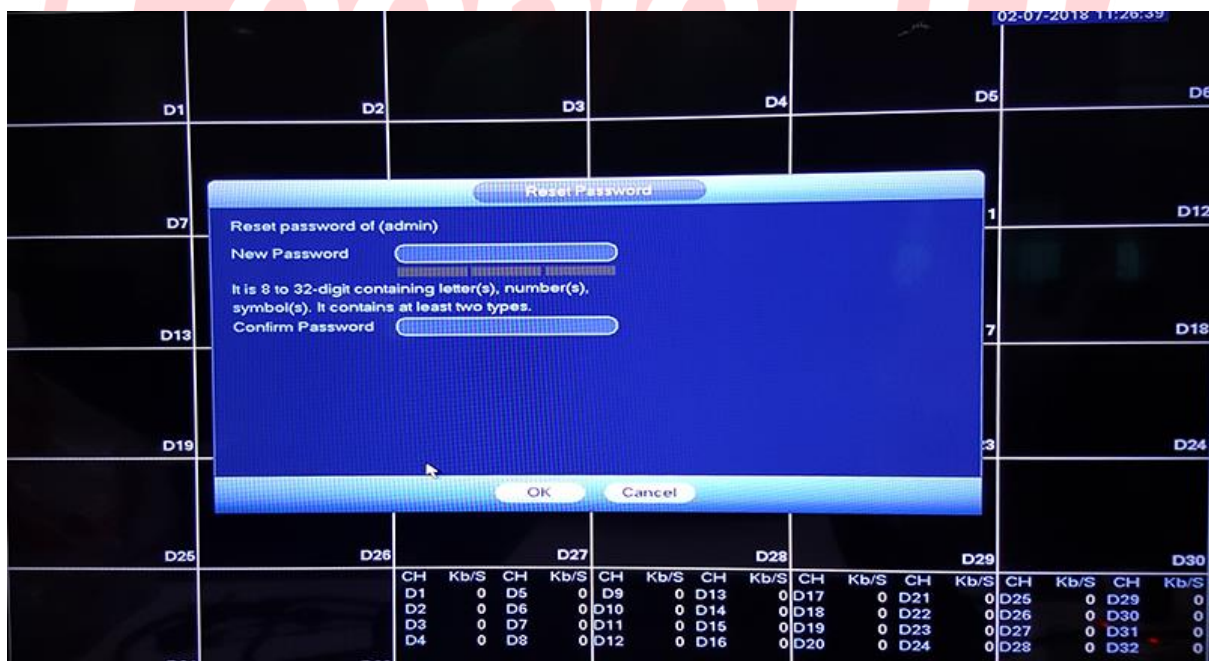 02-07-2018 11:26:39
D1 D2 D3 D4 D5 D6
Reset Password
D7 1 D12
Reset password of (admin)
New Password
It is 8 to 32-digit containing letter(s), number(s),
symbol(s). It contains at least two types.
Confirm Password
D13 7 D18
D19 3 D24
OK Cancel
D25 D26 D27 D28 D29 D30
CH Kb/S CH Kb/S CH Kb/S CH Kb/S CH Kb/S CH Kb/S CH Kb/S CH Kb/S
D1 0 D5 0 D9 0 D13 0 D17 0 D21 0 D25 0 D29 0
D2 0 D6 0 D10 0 D14 0 D18 0 D22 0 D26 0 D30 0
D3 0 D7 0 D11 0 D15 0 D19 0 D23 0 D27 0 D31 0
D4 0 D8 0 D12 0 D16 0 D20 0 D24 0 D28 0 D32 0